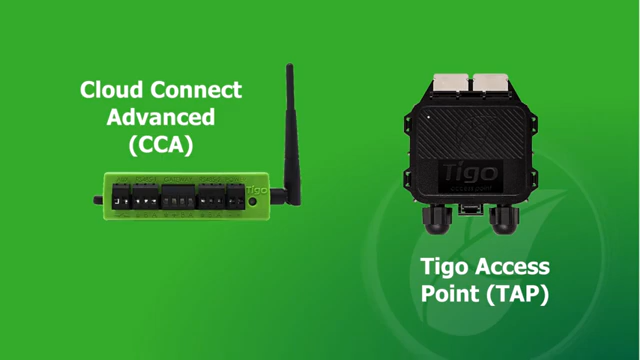 Cloud Connect
Advanced
(CCA)
Tigo
Tigo
access point
Tigo Access
Point (TAP)